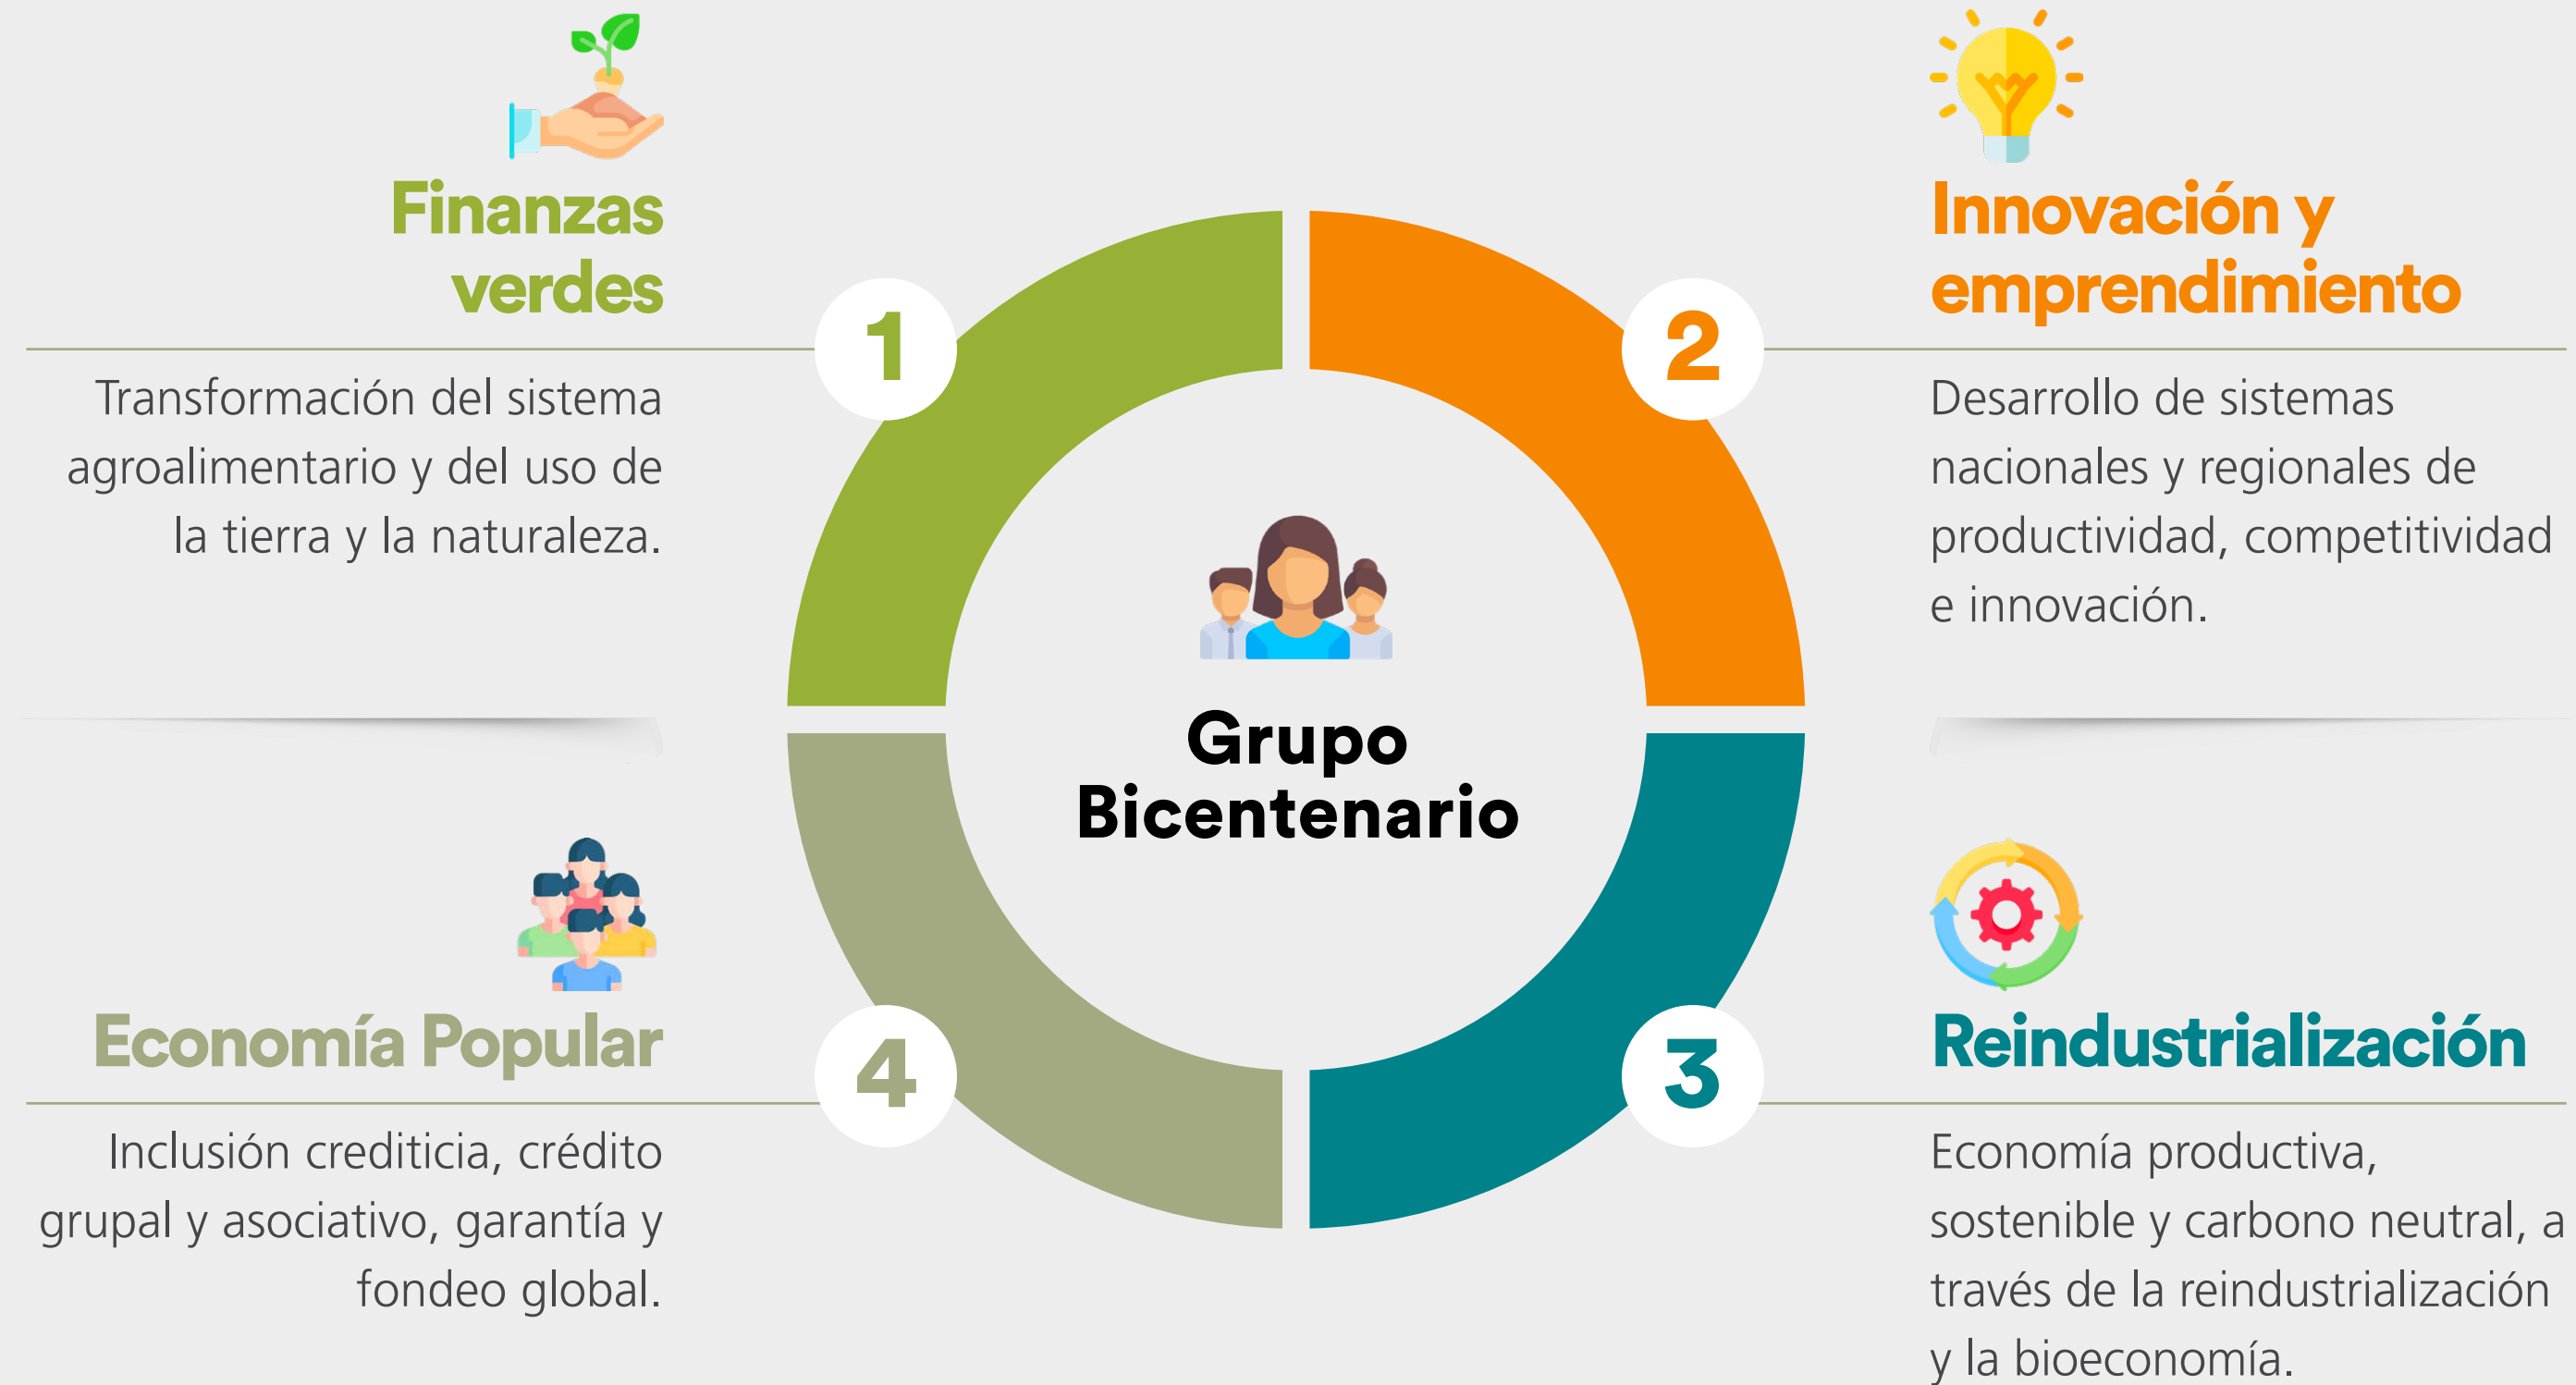 Finanzas
verdes
1
Transformación del sistema
agroalimentario y del uso de
la tierra y la naturaleza.
Innovación y
emprendimiento
2
Desarrollo de sistemas
nacionales y regionales de
productividad, competitividad
e innovación.
Grupo
Bicentenario
Reindustrialización
3
Economía productiva,
sostenible y carbono neutral, a
través de la reindustrialización
y la bioeconomía.
Economía Popular
4
Inclusión crediticia, crédito
grupal y asociativo, garantía y
fondeo global.